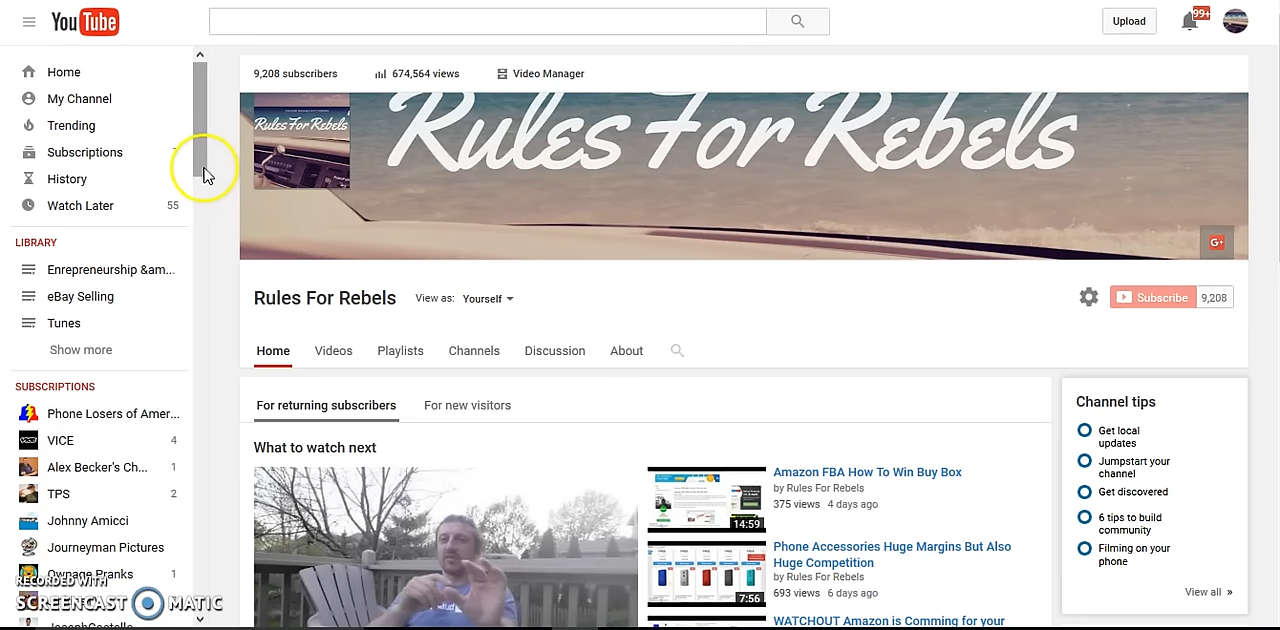 YouTube
Upload
99+
Home
My Channel
Trending
Subscriptions
History
Watch Later 55
LIBRARY
Enrepreneurship &am...
eBay Selling
Tunes
Show more
SUBSCRIPTIONS
Phone Losers of Amer...
VICE 4
Alex Becker's Ch... 1
TPS 2
Johnny Amicci
Journeyman Pictures
Pranks 1
RECORDED WITH
SCREENCAST MATIC
9,208 subscribers
674,564 views
Video Manager
Rules For Rebels
Rules For Rebels
G+
Rules For Rebels
View as: Yourself
Subscribe 9,208
Home Videos Playlists Channels Discussion About
For returning subscribers For new visitors
What to watch next
Amazon FBA How To Win Buy Box
by Rules For Rebels
375 views 4 days ago
14:59
Phone Accessories Huge Margins But Also
Huge Competition
by Rules For Rebels
693 views 6 days ago
7:56
WATCHOUT Amazon is Comming for your
Channel tips
Get local
updates
Jumpstart your
channel
Get discovered
6 tips to build
community
Filming on your
phone
View all »